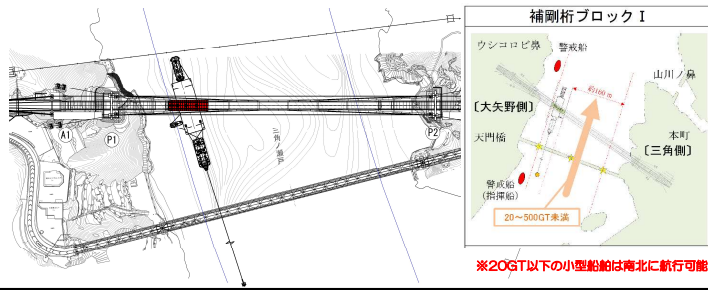 A1
P1
P2
三角ノ瀬戸
補剛桁ブロックⅠ
ウシコロビ鼻
警戒船
山川ノ鼻
約160m
〔大矢野側〕
天門橋
本町
〔三角側〕
警戒船
(指揮船)
20～500GT未満
※20GT以下の小型船舶は南北に航行可能